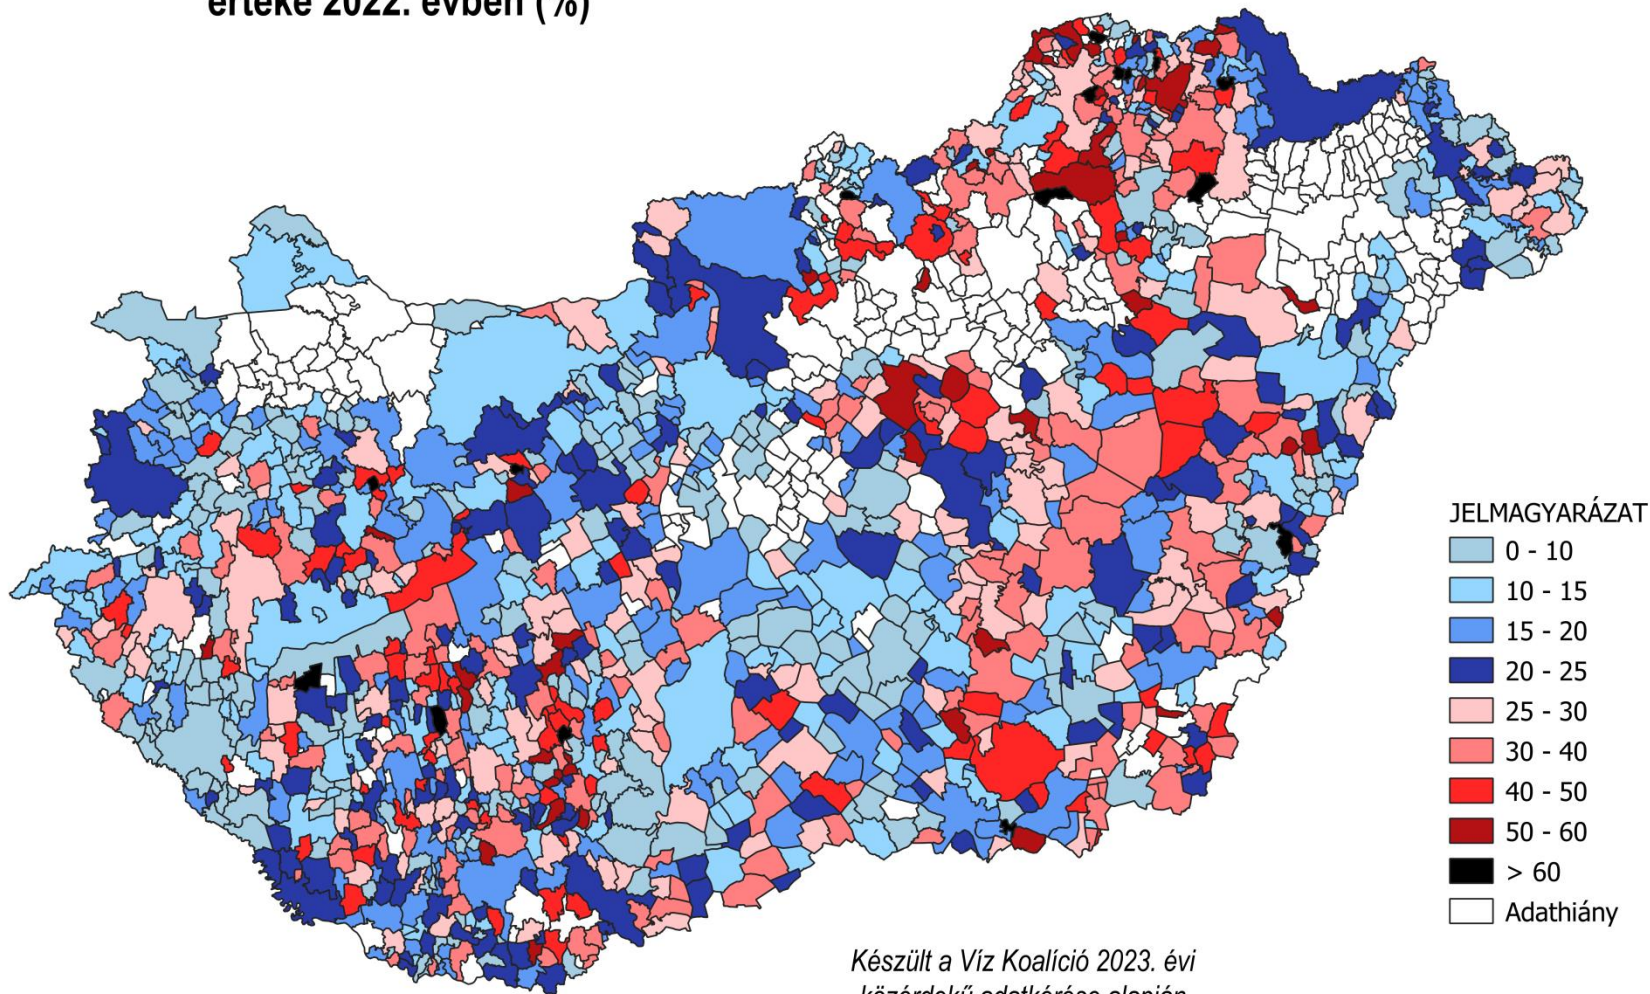 értéke 2022. évben (%)
JELMAGYARÁZAT
0 - 10
10 - 15
15 - 20
20 - 25
25 - 30
30 - 40
40 - 50
50 - 60
> 60
Adathiány
Készült a Víz Koalíció 2023. évi
közérdekű adatkérése alapján